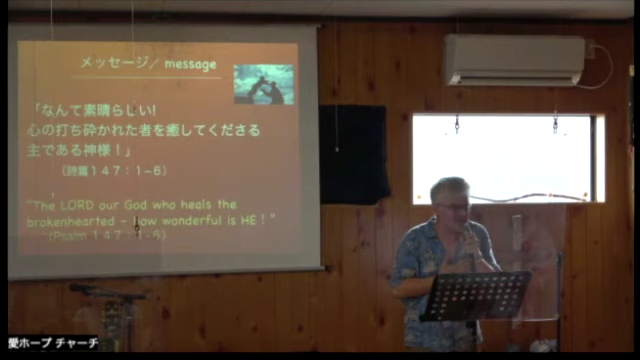 メッセージ／ message
「なんて素晴らしい!
心の打ち砕かれた者を癒してくださる
主である神様！」
（詩篇１４７：１−６）
“The LORD our God who heals the
brokenhearted – how wonderful is HE！”
（Psalm １４７：１−６）
愛ホープ チャーチ